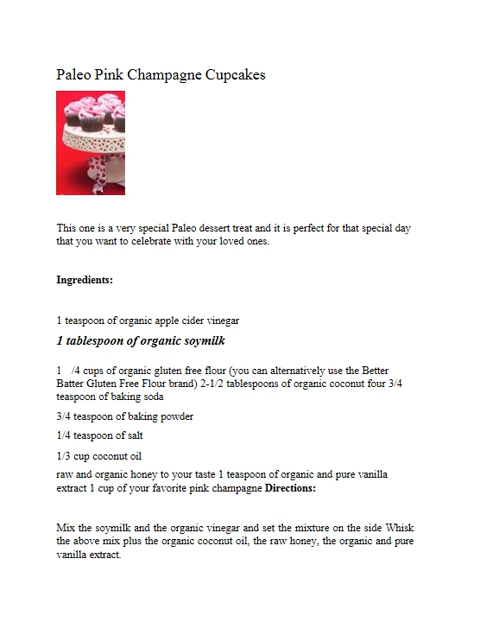 Paleo Pink Champagne Cupcakes
This one is a very special Paleo dessert treat and it is perfect for that special day
that you want to celebrate with your loved ones.
Ingredients:
1 teaspoon of organic apple cider vinegar
1 tablespoon of organic soymilk
1 /4 cups of organic gluten free flour (you can alternatively use the Better
Batter Gluten Free Flour brand) 2-1/2 tablespoons of organic coconut four 3/4
teaspoon of baking soda
3/4 teaspoon of baking powder
1/4 teaspoon of salt
1/3 cup coconut oil
raw and organic honey to your taste 1 teaspoon of organic and pure vanilla
extract 1 cup of your favorite pink champagne Directions:
Mix the soymilk and the organic vinegar and set the mixture on the side Whisk
the above mix plus the organic coconut oil, the raw honey, the organic and pure
vanilla extract.